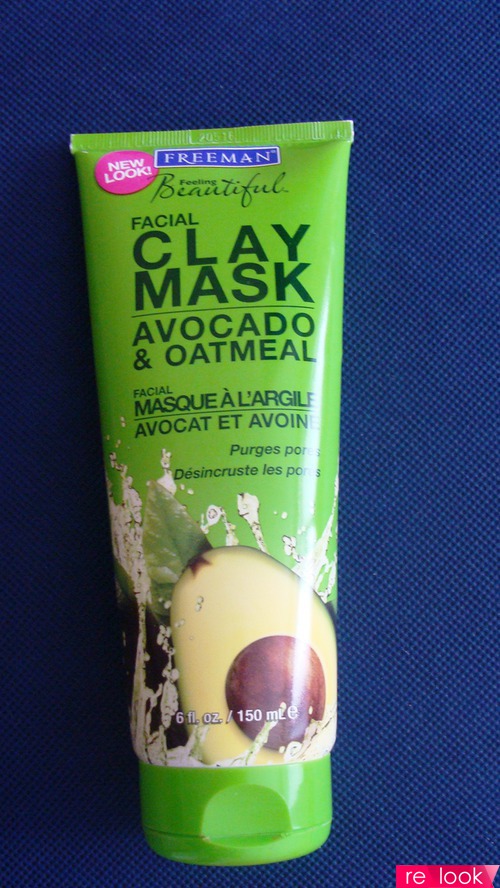 NEW
LOOK!
FREEMAN
Feeling
Beautiful
FACIAL
CLAY
MASK
AVOCADO
& OATMEAL
FACIAL
MASQUE À L'ARGILE
AVOCAT ET AVOINE
Purges pores
Désincruste les pores
6 fl. oz. / 150 mL e
re look